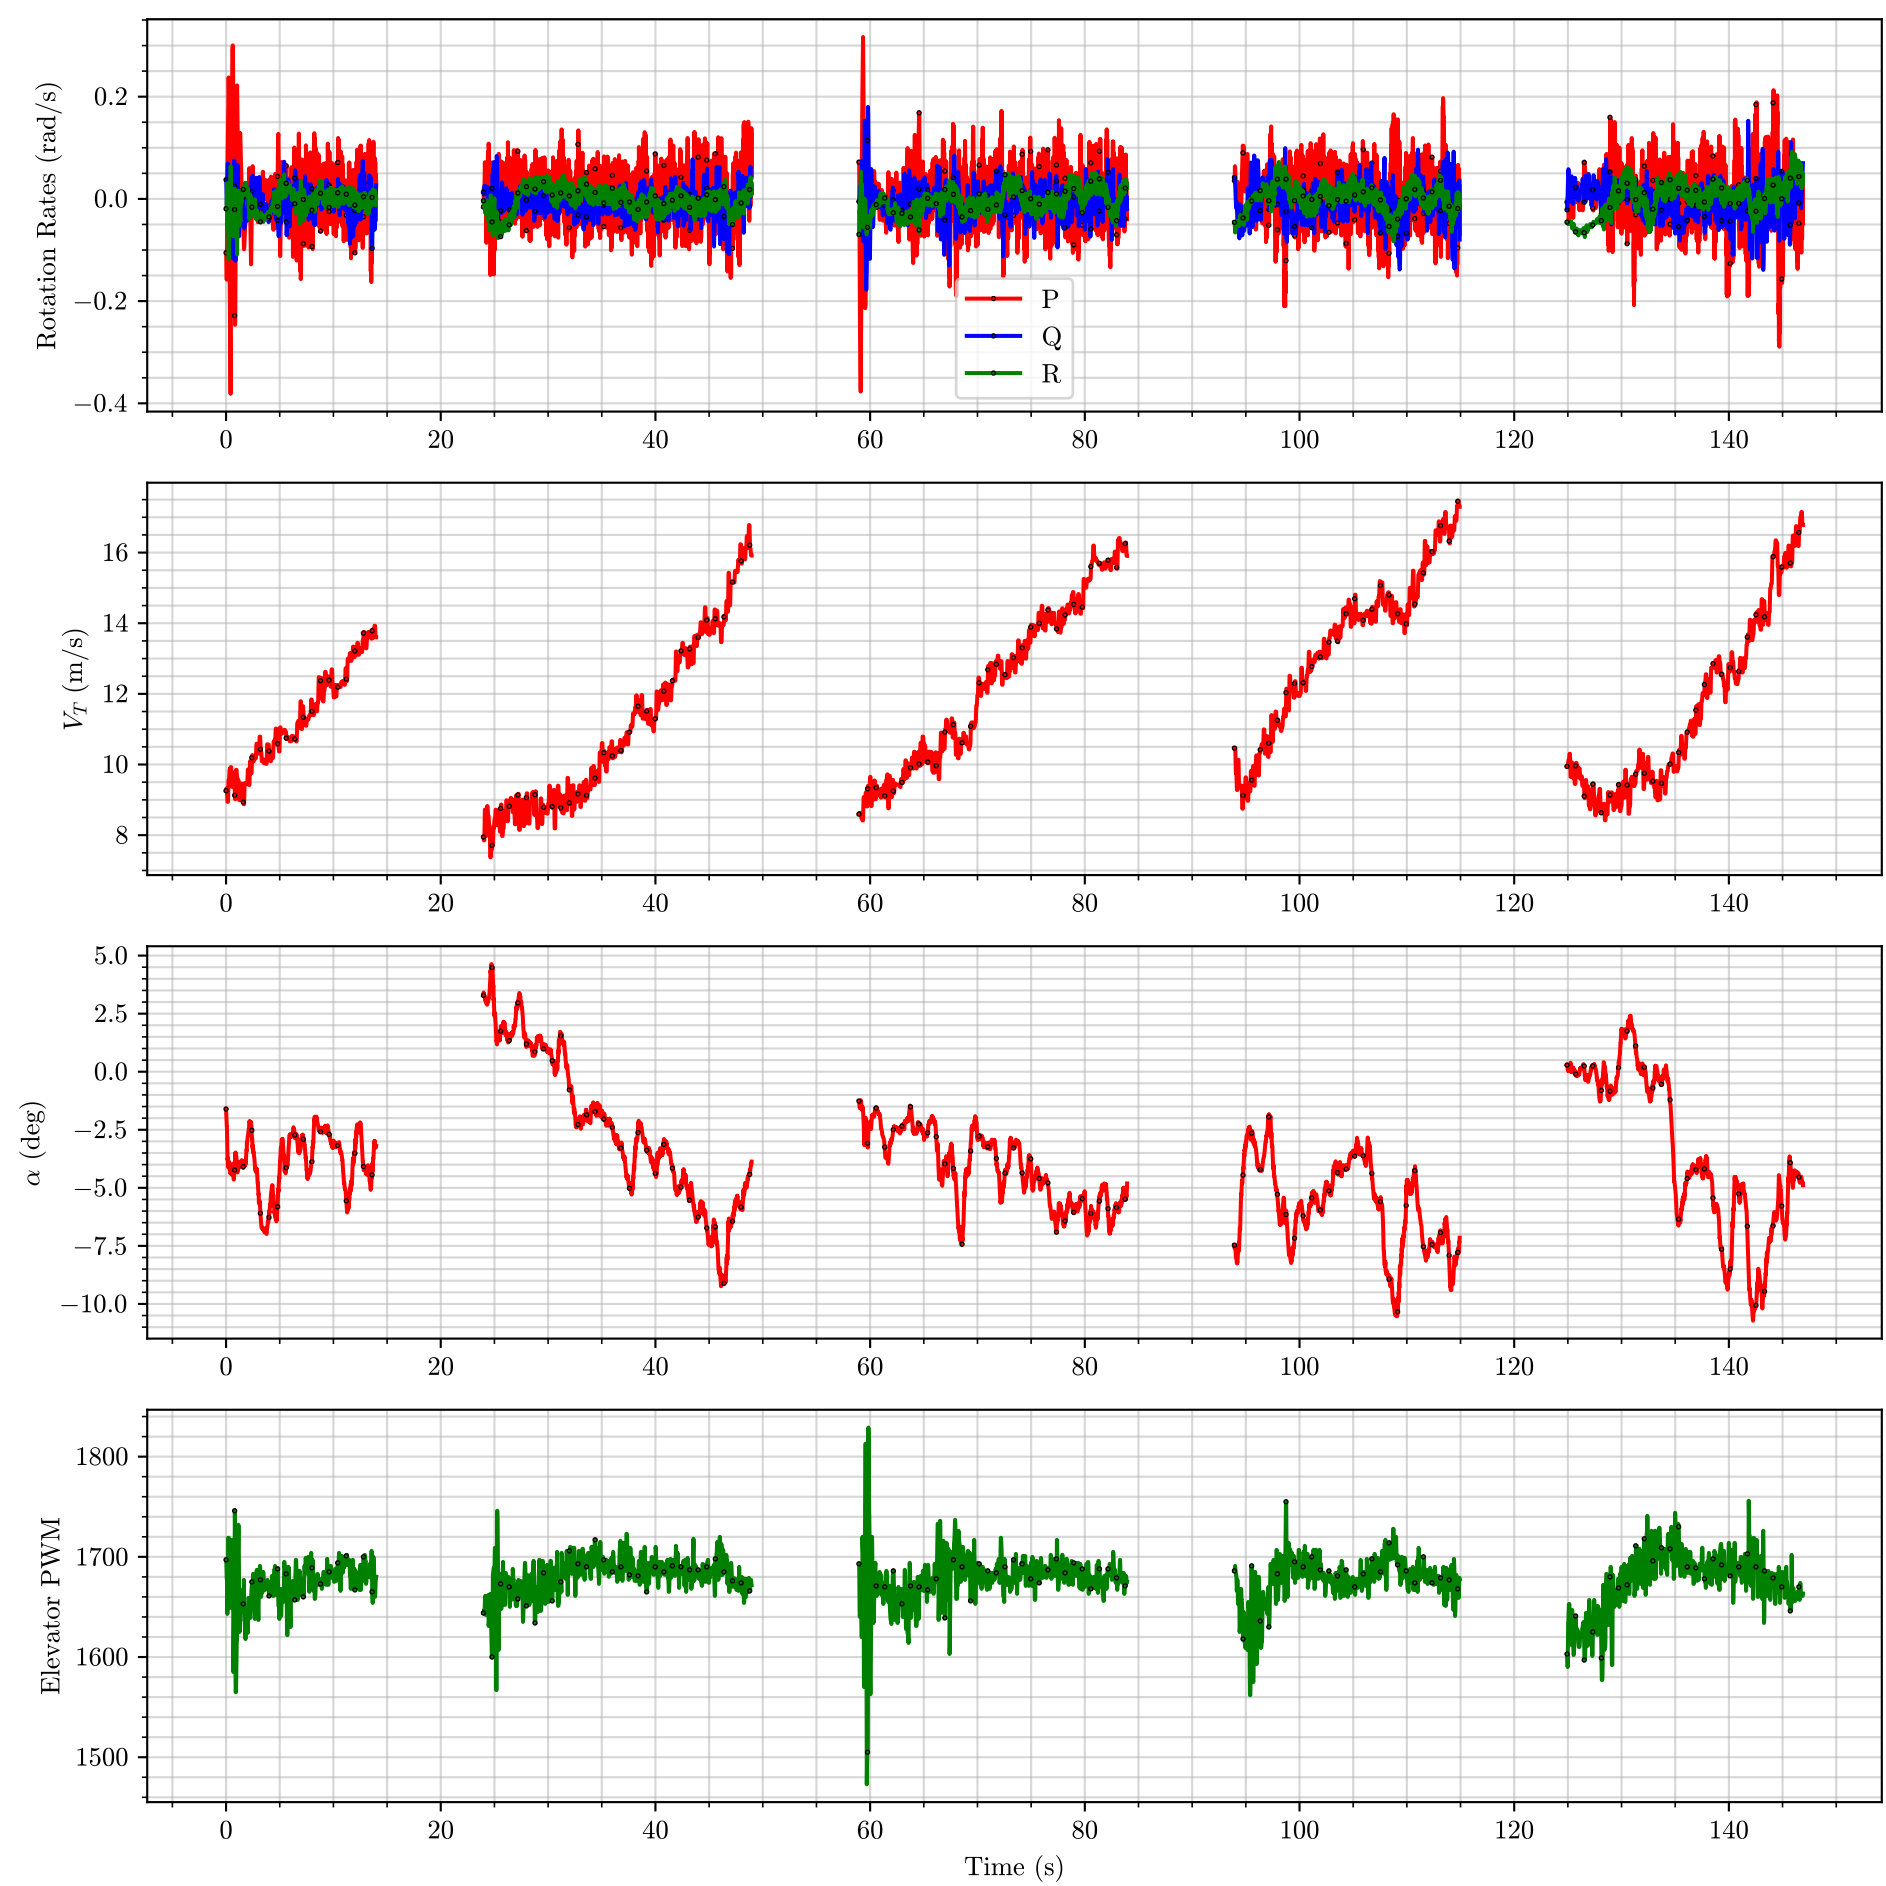 Rotation Rates (rad/s)
0.2
0.0
−0.2
−0.4
P
Q
R
0 20 40 60 80 100 120 140
V_T (m/s)
16
14
12
10
8
0 20 40 60 80 100 120 140
α (deg)
5.0
2.5
0.0
−2.5
−5.0
−7.5
−10.0
0 20 40 60 80 100 120 140
Elevator PWM
1800
1700
1600
1500
0 20 40 60 80 100 120 140
Time (s)